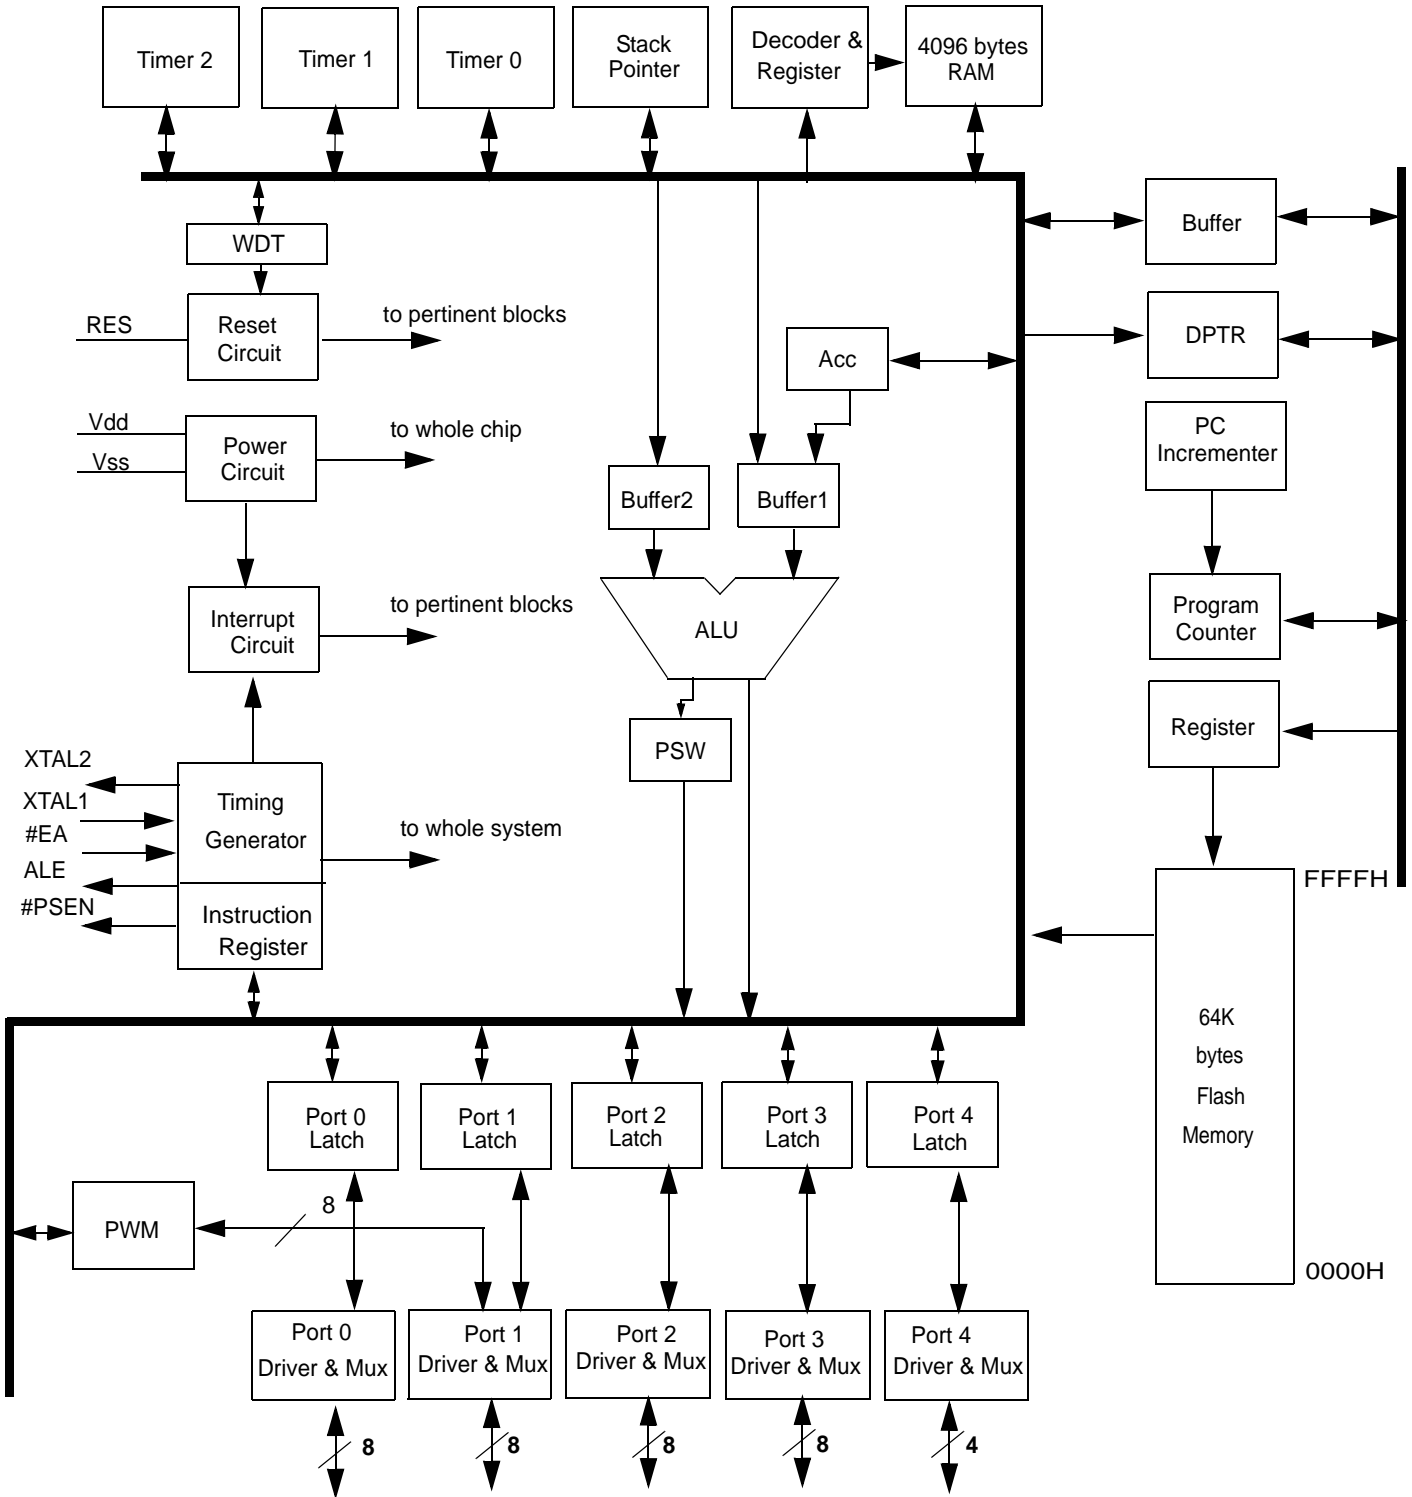 Timer 2
Timer 1
Timer 0
Stack
Pointer
Decoder &
Register
4096 bytes
RAM
WDT
Buffer
RES
Reset
Circuit
to pertinent blocks
DPTR
Acc
Vdd
Vss
Power
Circuit
to whole chip
PC
Incrementer
Buffer2
Buffer1
Interrupt
Circuit
to pertinent blocks
ALU
Program
Counter
PSW
Register
XTAL2
XTAL1
#EA
ALE
#PSEN
Timing
Generator
to whole system
Instruction
Register
FFFFH
64K
bytes
Flash
Memory
0000H
Port 0
Latch
Port 1
Latch
Port 2
Latch
Port 3
Latch
Port 4
Latch
PWM
8
Port 0
Driver & Mux
Port 1
Driver & Mux
Port 2
Driver & Mux
Port 3
Driver & Mux
Port 4
Driver & Mux
8
8
8
8
4